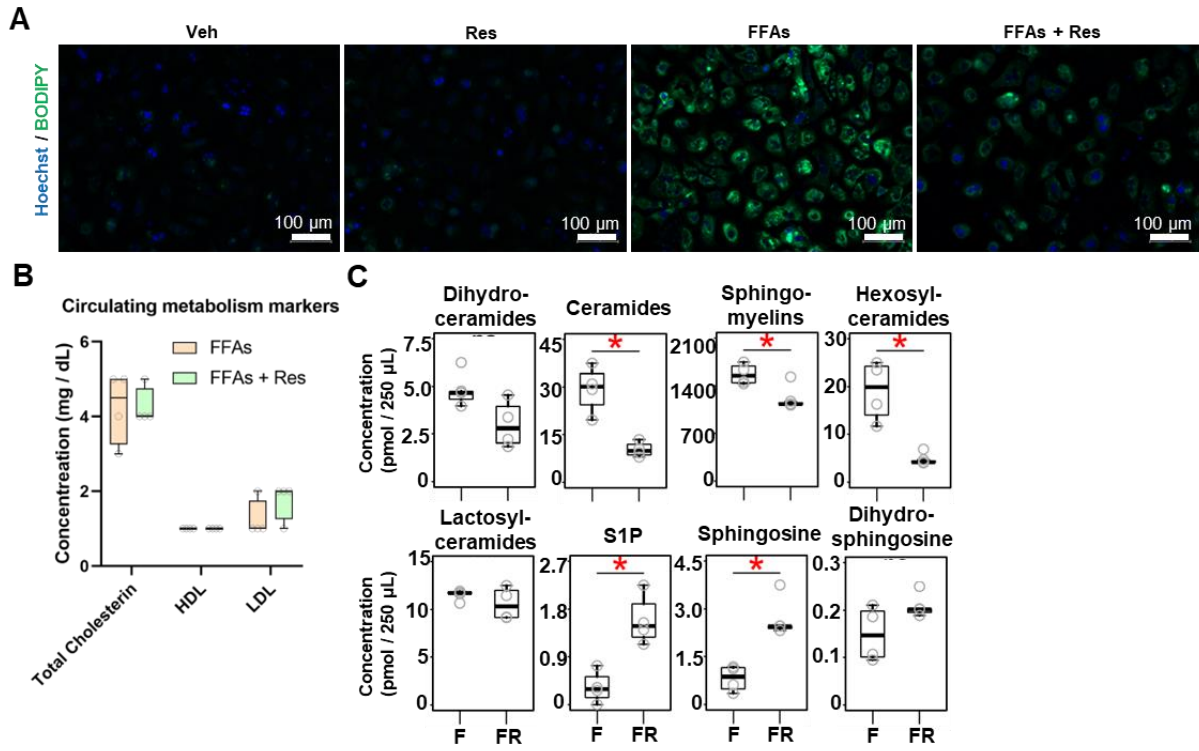 A
Veh
Res
FFAs
FFAs + Res
Hoechst / BODIPY
100 µm
100 µm
100 µm
100 µm
B
Circulating metabolism markers
FFAs
FFAs + Res
Concentreation (mg / dL)
6
4
2
0
Total Cholesterin
HDL
LDL
C
Dihydro-
ceramides
Ceramides
Sphingo-
myelins
Hexosyl-
ceramides
Concentration
(pmol / 250 µL)
7.5
5.0
2.5
0
45
30
15
0
*
2100
1400
700
0
*
30
20
10
0
*
Lactosyl-
ceramides
S1P
Sphingosine
Dihydro-
sphingosine
Concentration
(pmol / 250 µL)
15
10
5
0
2.7
1.8
0.9
0
*
4.5
3.0
1.5
0
*
0.3
0.2
0.1
0
F
FR
F
FR
F
FR
F
FR